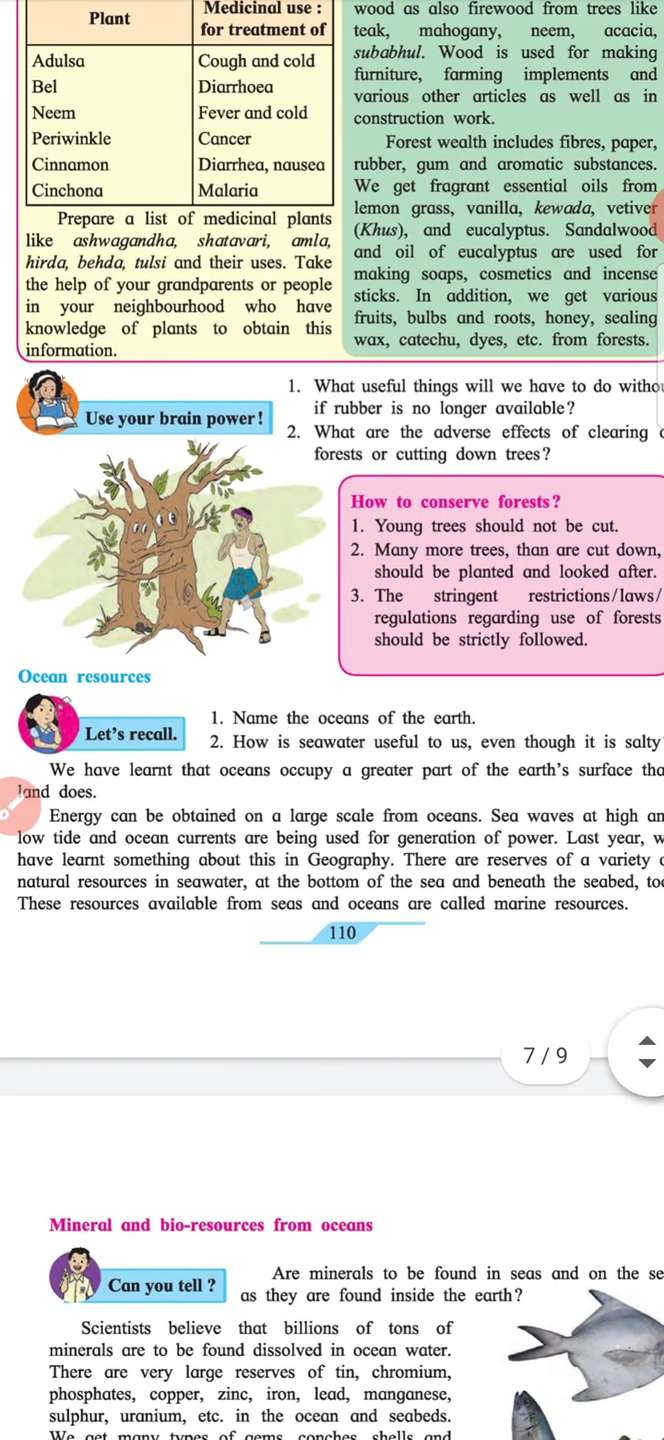 Plant
Medicinal use :
for treatment of
Adulsa
Cough and cold
Bel
Diarrhoea
Neem
Fever and cold
Periwinkle
Cancer
Cinnamon
Diarrhea, nausea
Cinchona
Malaria
Prepare a list of medicinal plants
like ashwagandha, shatavari, amla,
hirda, behda, tulsi and their uses. Take
the help of your grandparents or people
in your neighbourhood who have
knowledge of plants to obtain this
information.
wood as also firewood from trees like
teak, mahogany, neem, acacia,
subabhul. Wood is used for making
furniture, farming implements and
various other articles as well as in
construction work.
Forest wealth includes fibres, paper,
rubber, gum and aromatic substances.
We get fragrant essential oils from
lemon grass, vanilla, kewada, vetiver
(Khus), and eucalyptus. Sandalwood
and oil of eucalyptus are used for
making soaps, cosmetics and incense
sticks. In addition, we get various
fruits, bulbs and roots, honey, sealing
wax, catechu, dyes, etc. from forests.
Use your brain power!
1. What useful things will we have to do
if rubber is no longer available?
2. What are the adverse effects of clearing
forests or cutting down trees?
How to conserve forests?
1. Young trees should not be cut.
2. Many more trees, than are cut down,
should be planted and looked after.
3. The stringent restrictions/laws/
regulations regarding use of forests
should be strictly followed.
Ocean resources
Let's recall.
1. Name the oceans of the earth.
2. How is seawater useful to us, even though it is salty
We have learnt that oceans occupy a greater part of the earth's surface
land does.
Energy can be obtained on a large scale from oceans. Sea waves at high
low tide and ocean currents are being used for generation of power. Last year,
have learnt something about this in Geography. There are reserves of a variety
natural resources in seawater, at the bottom of the sea and beneath the seabed,
These resources available from seas and oceans are called marine resources.
110
7 / 9
Mineral and bio-resources from oceans
Can you tell ?
Are minerals to be found in seas and on the
as they are found inside the earth?
Scientists believe that billions of tons of
minerals are to be found dissolved in ocean water.
There are very large reserves of tin, chromium,
phosphates, copper, zinc, iron, lead, manganese,
sulphur, uranium, etc. in the ocean and seabeds.
We get many types of gems, conches, shells and